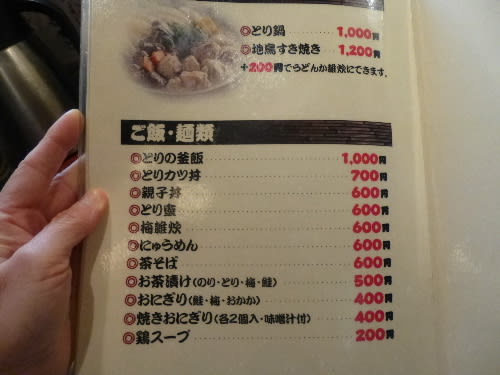 ◎とり鍋 1,000円
◎地鳥すき焼き 1,200円
+200円でうどんか雑炊にできます。
ご飯・麺類
◎とりの釜飯 1,000円
◎とりカツ丼 700円
◎親子丼 600円
◎とり重 600円
◎梅雑炊 600円
◎にゅうめん 600円
◎茶そば 600円
◎お茶漬け(のり・とり・梅・鮭) 500円
◎おにぎり(鮭・梅・おかか) 400円
◎焼きおにぎり(各2個入・味噌汁付) 400円
◎鶏スープ 200円